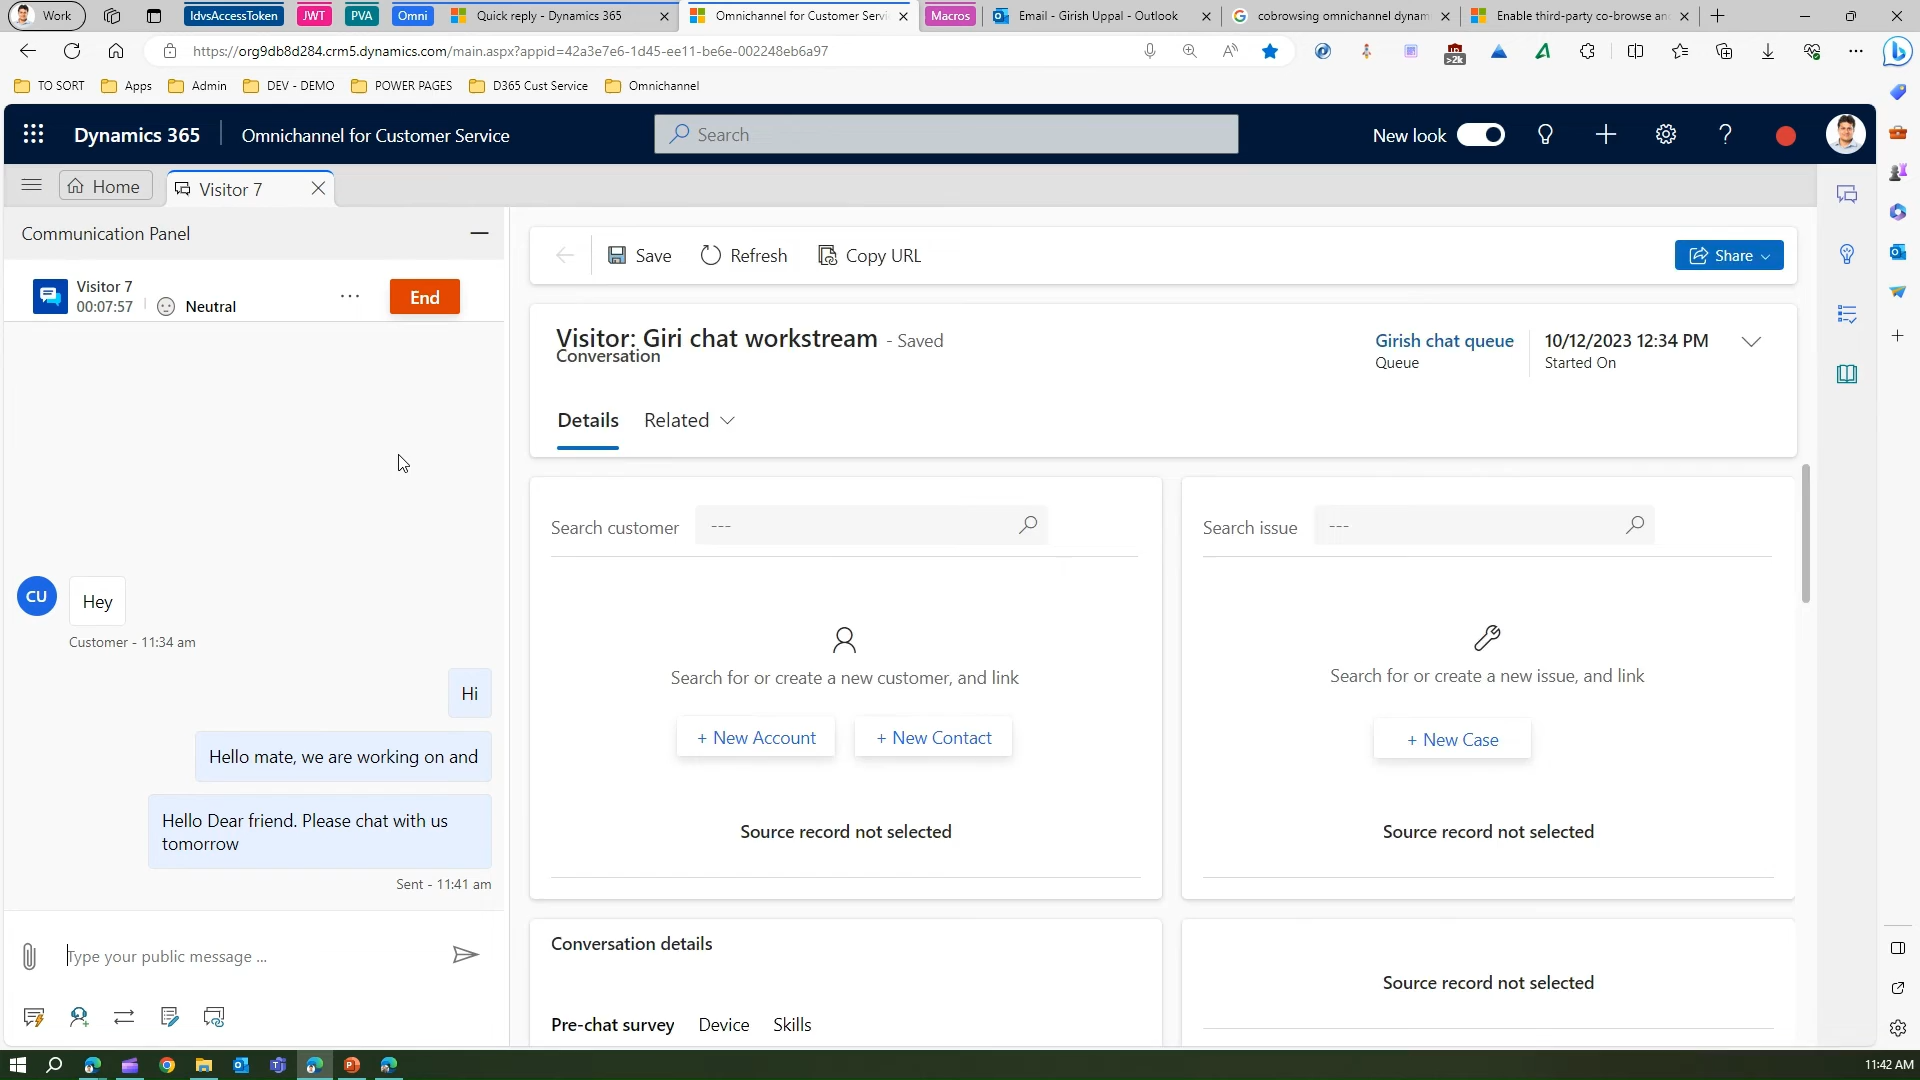 Work
IdvsAccessToken
JWT
PVA
Omni
Quick reply - Dynamics 365
Omnichannel for Customer Servi
Macros
Email - Girish Uppal - Outlook
cobrowsing omnichannel dynam
Enable third-party co-browse an
https://org9db8d284.crm5.dynamics.com/main.aspx?appid=42a3e7e6-1d45-ee11-be6e-002248eb6a97
>2k
TO SORT
Apps
Admin
DEV - DEMO
POWER PAGES
D365 Cust Service
Omnichannel
Dynamics 365
Omnichannel for Customer Service
Search
New look
Home
Visitor 7
Communication Panel
Visitor 7
00:07:57
Neutral
End
Save
Refresh
Copy URL
Share
Visitor: Giri chat workstream - Saved
Conversation
Girish chat queue
Queue
10/12/2023 12:34 PM
Started On
Details
Related
Search customer
---
Search issue
---
Search for or create a new customer, and link
+ New Account
+ New Contact
Source record not selected
Search for or create a new issue, and link
+ New Case
Source record not selected
CU
Hey
Customer - 11:34 am
Hi
Hello mate, we are working on and
Hello Dear friend. Please chat with us
tomorrow
Sent - 11:41 am
Type your public message ...
Conversation details
Pre-chat survey
Device
Skills
Source record not selected
11:42 AM